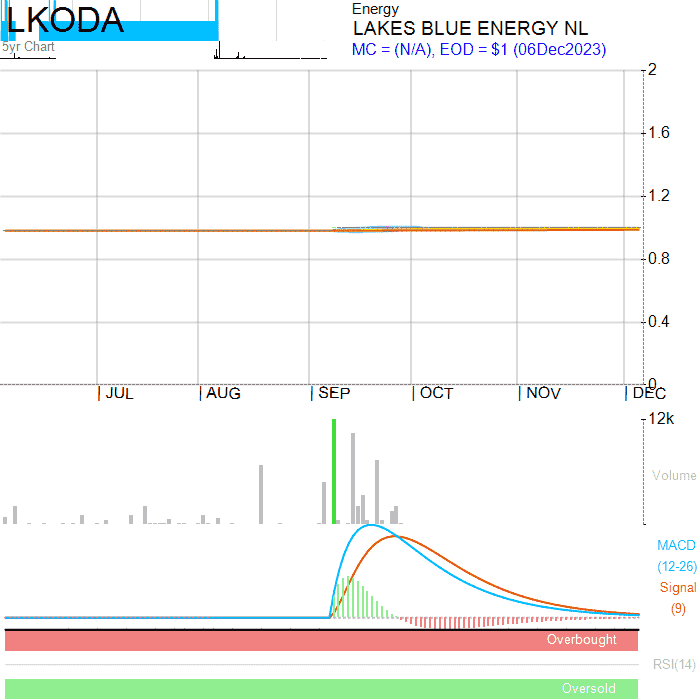 LKODA
5yr Chart
Energy
LAKES BLUE ENERGY NL
MC = (N/A), EOD = $1 (06Dec2023)
2
1.6
1.2
0.8
0.4
0
| JUL | AUG | SEP | OCT | NOV | DEC
12k
Volume
MACD
(12-26)
Signal
(9)
Overbought
RSI(14)
Oversold